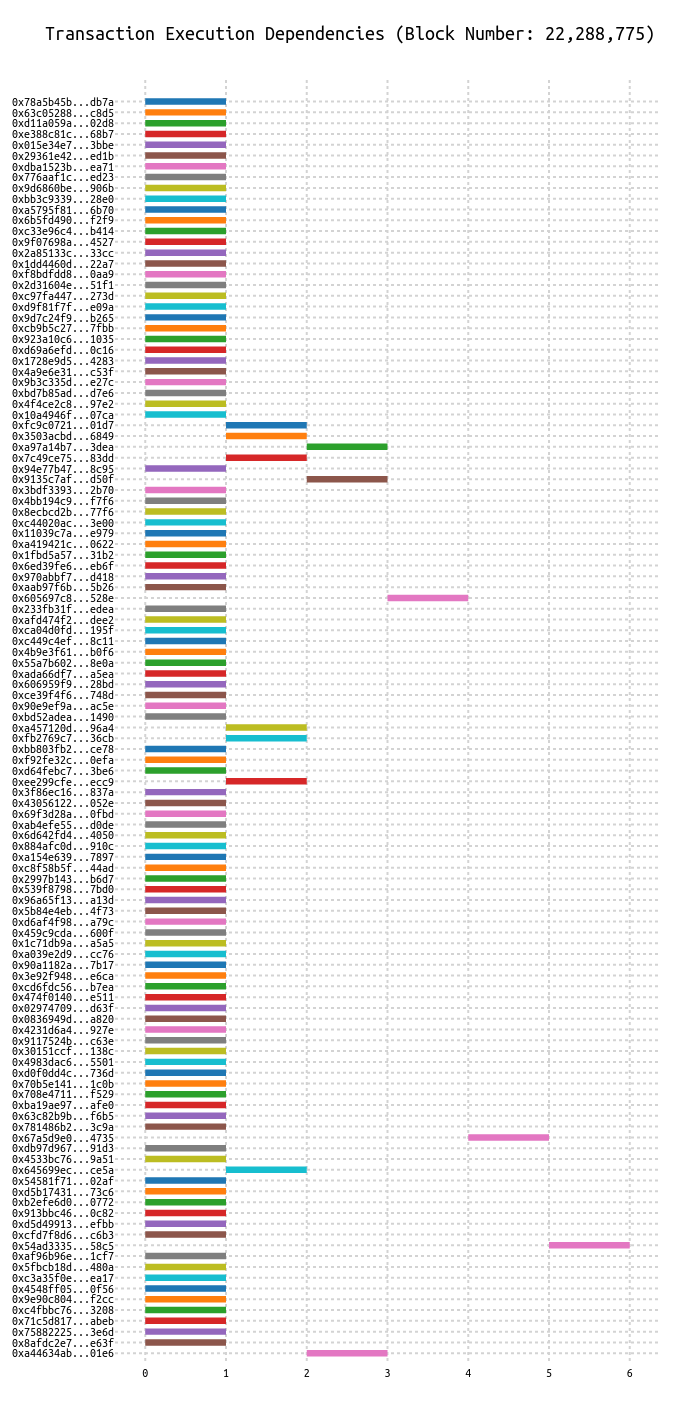 Transaction Execution Dependencies (Block Number: 22,288,775)
0x78a5b45b...db7a
0x63c05288...c8d5
0xd11a059a...02d8
0xe388c81c...68b7
0x015e34e7...3bbe
0x29361e42...ed1b
0xdba1523b...ea71
0x776aaf1c...ed23
0x9d6860be...906b
0xbb3c9339...28e0
0xa5795f81...6b70
0x6b5fd490...f2f9
0xc33e96c4...b414
0x9f07698a...4527
0x2a85133c...33cc
0x1dd4460d...22a7
0xf8bdfdd8...0aa9
0x2d31604e...51f1
0xc97fa447...273d
0xd9f81f7f...e09a
0x9d7c24f9...b265
0xcb9b5c27...7fbb
0x923a10c6...1035
0xd69a6efd...0c16
0x1728e9d5...4283
0x4a9e6e31...c53f
0x9b3c335d...e27c
0xbd7b85ad...d7e6
0x4f4ce2c8...97e2
0x10a4946f...07ca
0xfc9c0721...01d7
0x3503acbd...6849
0xa97a14b7...3dea
0x7c49ce75...83dd
0x94e77b47...8c95
0x9135c7af...d50f
0x3bdf3393...2b70
0x4bb194c9...f7f6
0x8ecbcd2b...77f6
0xc44020ac...3e00
0x11039c7a...e979
0xa419421c...0622
0x1fbd5a57...31b2
0x6ed39fe6...eb6f
0x970abbf7...d418
0xaab97f6b...5b26
0x605697c8...528e
0x233fb31f...edea
0xafd474f2...dee2
0xca04d0fd...195f
0xc449c4ef...8c11
0x4b9e3f61...b0f6
0x55a7b602...8e0a
0xada66df7...a5ea
0x606959f9...28bd
0xce39f4f6...748d
0x90e9ef9a...ac5e
0xbd52adea...1490
0xa457120d...96a4
0xfb2769c7...36cb
0xbb803fb2...ce78
0xf92fe32c...0efa
0xd64febc7...3be6
0xee299cfe...ecc9
0x3f86ec16...837a
0x43056122...052e
0x69f3d28a...0fbd
0xab4efe55...d0de
0x6d642fd4...4050
0x884afc0d...910c
0xa154e639...7897
0xc8f58b5f...44ad
0x2997b143...b6d7
0x539f8798...7bd0
0x96a65f13...a13d
0x5b84e4eb...4f73
0xd6af4f98...a79c
0x459c9cda...600f
0x1c71db9a...a5a5
0xa039e2d9...cc76
0x90a1182a...7b17
0x3e92f948...e6ca
0xcd6fdc56...b7ea
0x474f0140...e511
0x02974709...d63f
0x0836949d...a820
0x4231d6a4...927e
0x9117524b...c63e
0x30151ccf...138c
0x4983dac6...5501
0xd0f0dd4c...736d
0x70b5e141...1c0b
0x708e4711...f529
0xba19ae97...afe0
0x63c82b9b...f6b5
0x781486b2...3c9a
0x67a5d9e0...4735
0xdb97d967...91d3
0x4533bc76...9a51
0x645699ec...ce5a
0x54581f71...02af
0xd5b17431...73c6
0xb2efe6d0...0772
0x913bbc46...0c82
0xd5d49913...efbb
0xcfd7f8d6...c6b3
0x54ad3335...58c5
0xaf96b96e...1cf7
0x5fbcb18d...480a
0xc3a35f0e...ea17
0x4548ff05...0f56
0x9e90c804...f2cc
0xc4fbbc76...3208
0x71c5d817...abeb
0x75882225...3e6d
0x8afdc2e7...e63f
0xa44634ab...01e6
0 1 2 3 4 5 6